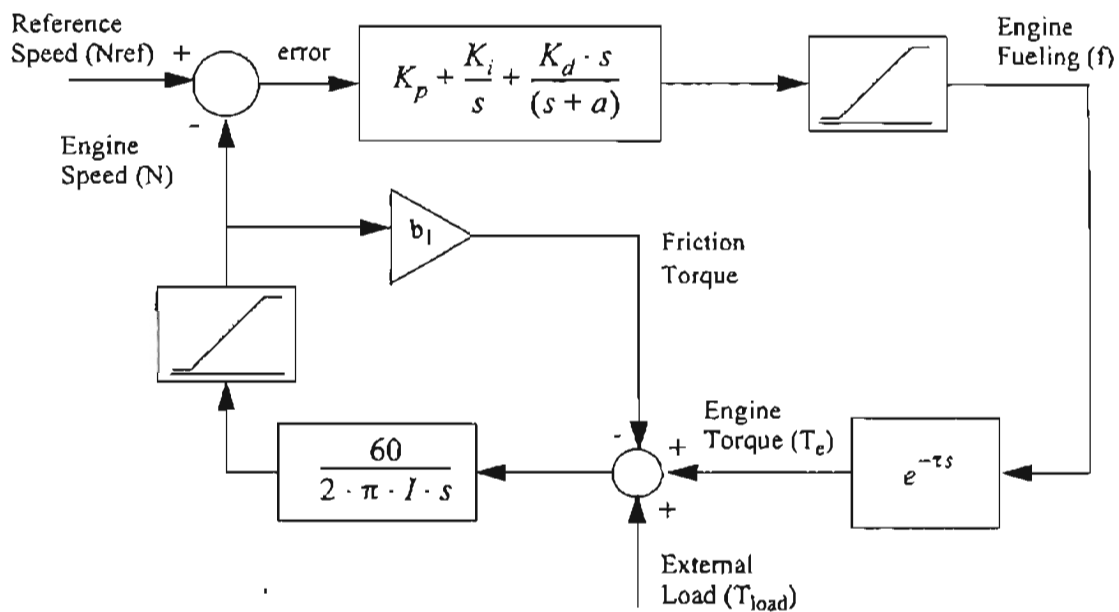 Reference
Speed (Nref)
+
-
error
K_p + K_i/s + K_d · s/(s + a)
Engine
Fueling (f)
Engine
Speed (N)
b_1
Friction
Torque
60/(2 · π · I · s)
-
+
+
Engine
Torque (T_e)
e^{-τs}
External
Load (T_load)